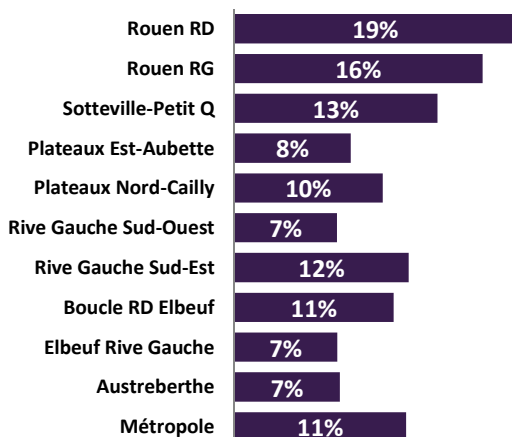 Rouen RD 19%
Rouen RG 16%
Sotteville-Petit Q 13%
Plateaux Est-Aubette 8%
Plateaux Nord-Cailly 10%
Rive Gauche Sud-Ouest 7%
Rive Gauche Sud-Est 12%
Boucle RD Elbeuf 11%
Elbeuf Rive Gauche 7%
Austreberthe 7%
Métropole 11%